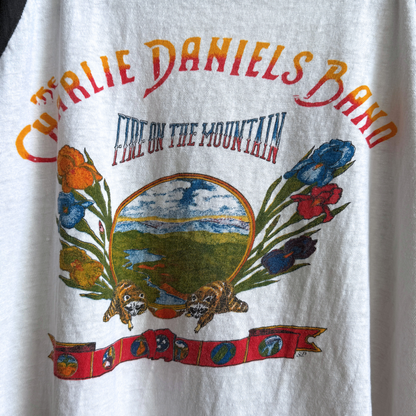 THE
CHARLIE DANIELS BAND
FIRE ON THE MOUNTAIN